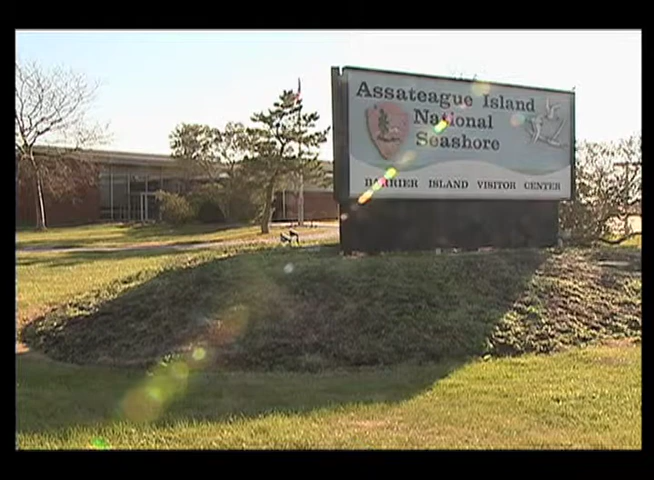 Assateague Island
National
Seashore
BARRIER ISLAND VISITOR CENTER